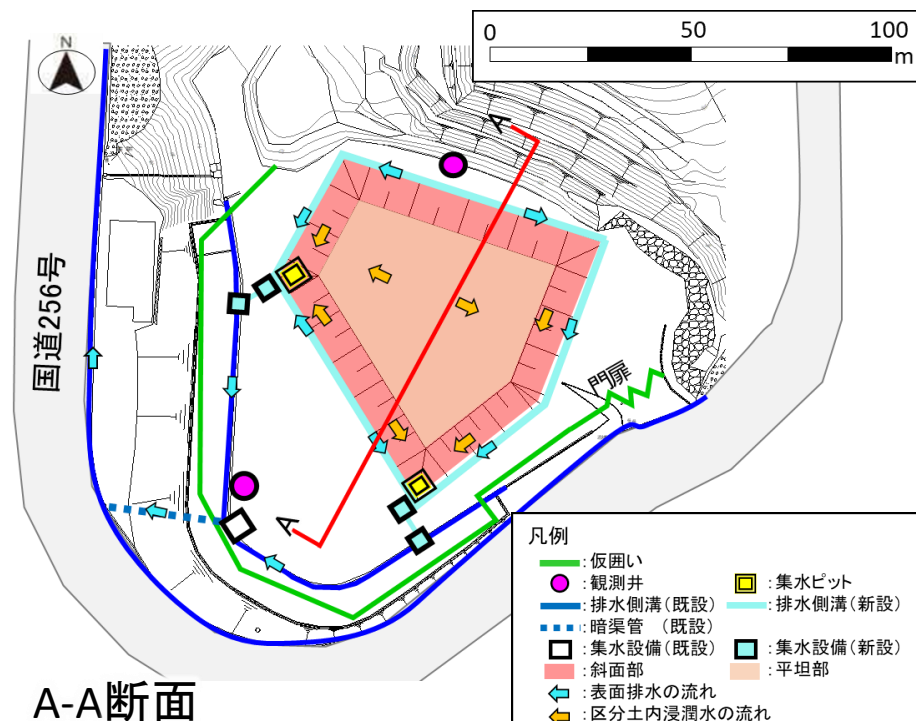 0 50 100
m
N
A
国道256号
門扉
A
凡例
:仮囲い
:観測井 :集水ピット
:排水側溝(既設) :排水側溝(新設)
:暗渠管 (既設)
:集水設備(既設) :集水設備(新設)
:斜面部 :平坦部
:表面排水の流れ
:区分土内浸潤水の流れ
A-A断面